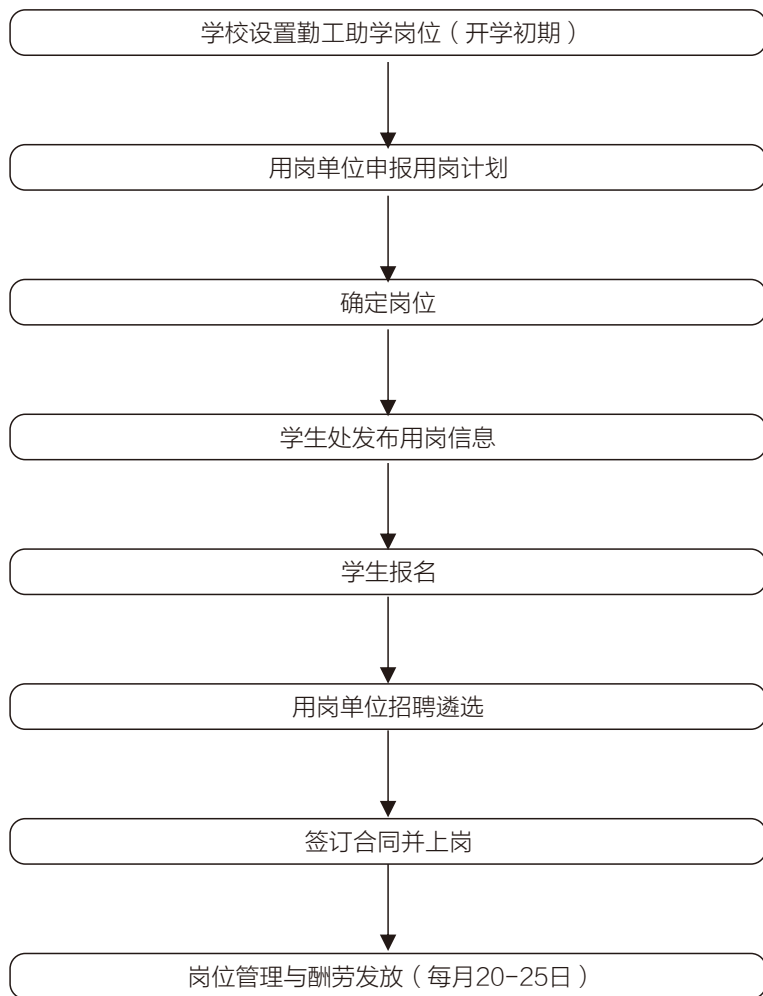 学校设置勤工助学岗位（开学初期）
用岗单位申报用岗计划
确定岗位
学生处发布用岗信息
学生报名
用岗单位招聘遴选
签订合同并上岗
岗位管理与酬劳发放（每月20-25日）